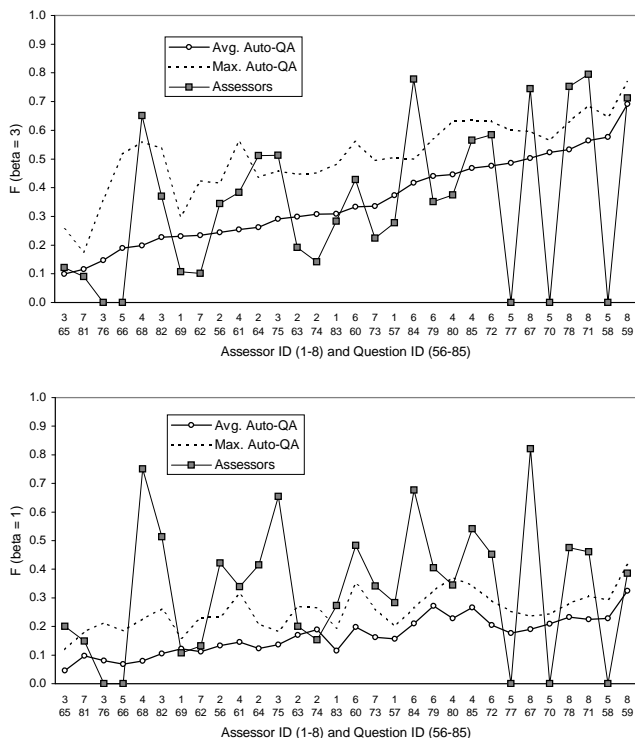 1.0
0.9
0.8
0.7
0.6
0.5
0.4
0.3
0.2
0.1
0.0
F (beta = 3)
Avg. Auto-QA
Max. Auto-QA
Assessors
3 7 3 5 4 3 1 7 2 4 2 3 2 2 1 6 7 1 6 6 4 4 6 5 8 5 8 8 5 8
65 81 76 66 68 82 69 62 56 61 64 75 63 74 83 60 73 57 84 79 80 85 72 77 67 70 78 71 58 59
Assessor ID (1-8) and Question ID (56-85)
1.0
0.9
0.8
0.7
0.6
0.5
0.4
0.3
0.2
0.1
0.0
F (beta = 1)
Avg. Auto-QA
Max. Auto-QA
Assessors
3 7 3 5 4 3 1 7 2 4 2 3 2 2 1 6 7 1 6 6 4 4 6 5 8 5 8 8 5 8
65 81 76 66 68 82 69 62 56 61 64 75 63 74 83 60 73 57 84 79 80 85 72 77 67 70 78 71 58 59
Assessor ID (1-8) and Question ID (56-85)